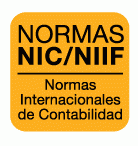 NORMAS
NIC/NIIF
Normas
Internacionales
de Contabilidad